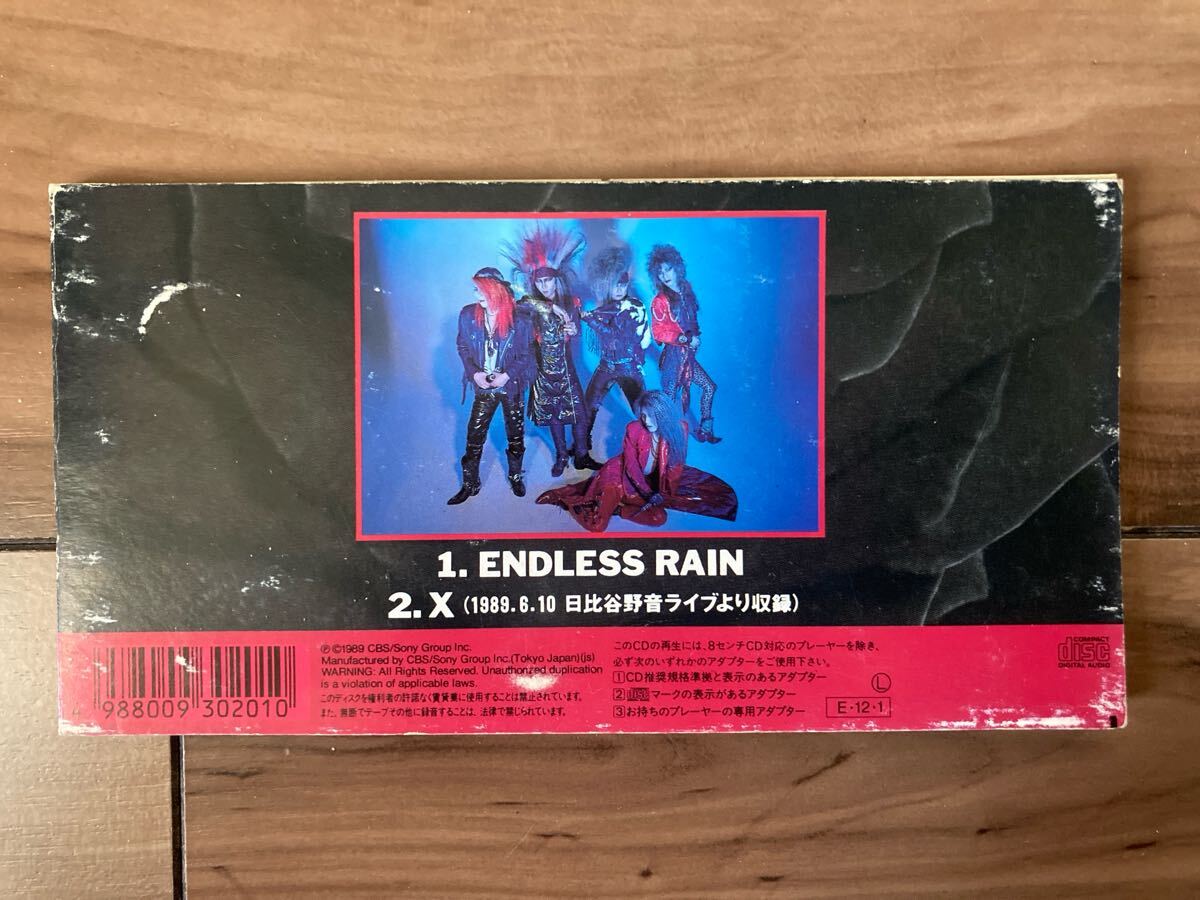 1. ENDLESS RAIN
2. X (1989.6.10 日比谷野音ライブより収録)
4 988009 302010
Ⓟ©1989 CBS/Sony Group Inc.
Manufactured by CBS/Sony Group Inc.(Tokyo Japan)(js)
WARNING: All Rights Reserved. Unauthorized duplication
is a violation of applicable laws.
このディスクを権利者の許諾なく賃貸業に使用することは禁止されています。
また、無断でテープその他に録音することは、法律で禁じられています。
このCDの再生には、8センチCD対応のプレーヤーを除き、
必ず次のいずれかのアダプターをご使用下さい。
1 CD推奨規格準拠と表示のあるアダプター
2 disc マークの表示があるアダプター
3 お持ちのプレーヤーの専用アダプター
Ⓛ
E・12・1
COMPACT
disc
DIGITAL AUDIO